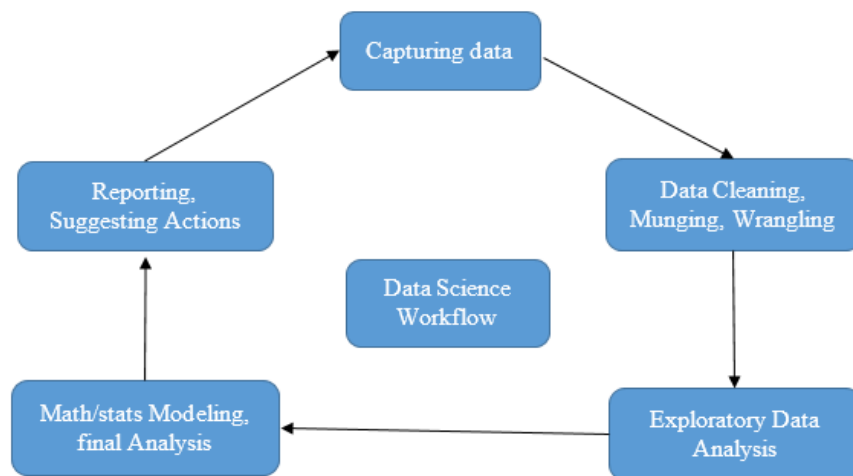 Capturing data
Reporting,
Suggesting Actions
Data Cleaning,
Munging, Wrangling
Data Science
Workflow
Math/stats Modeling,
final Analysis
Exploratory Data
Analysis